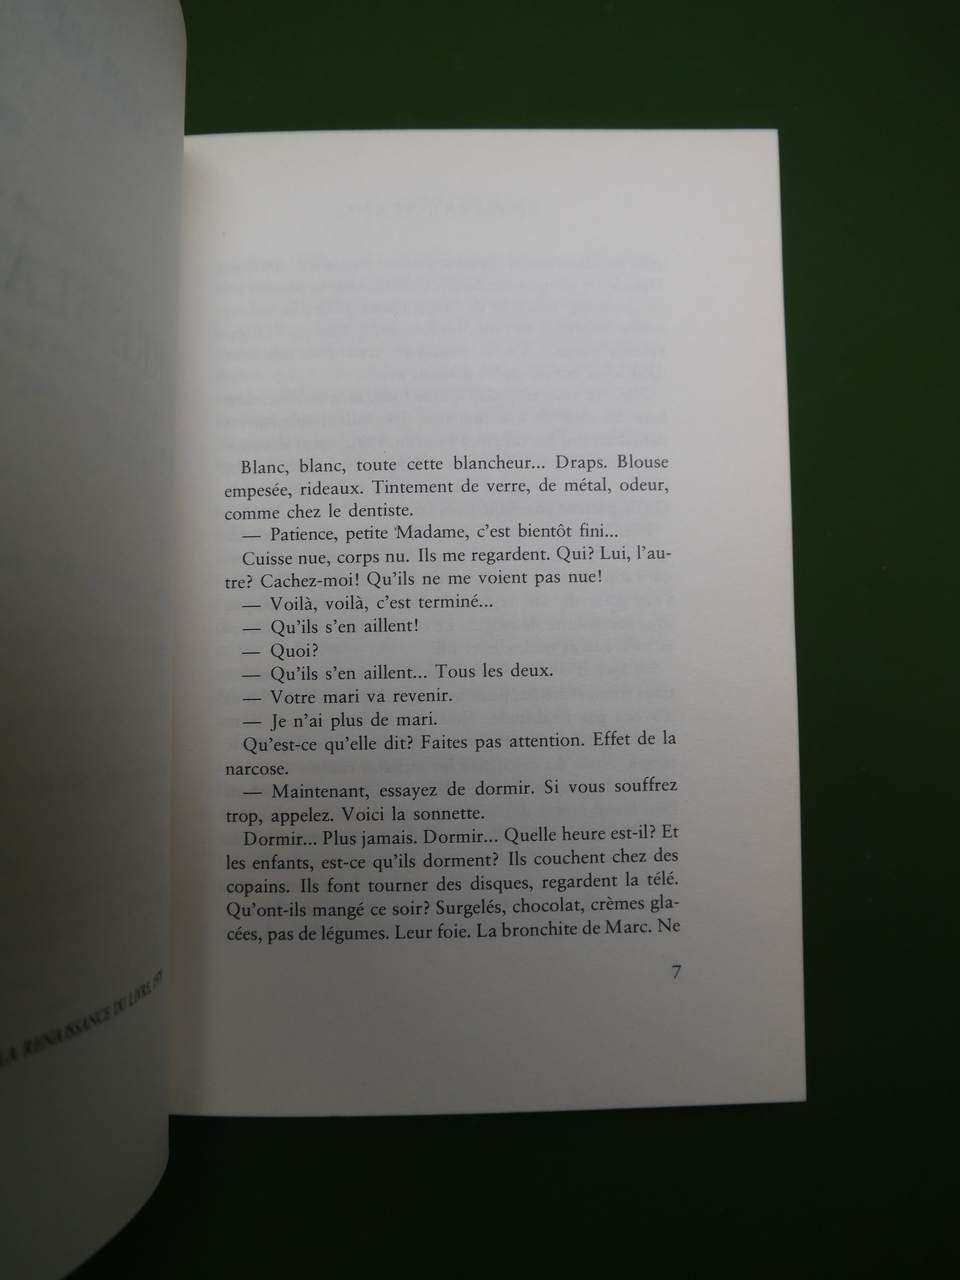 LA RENAISSANCE DU LIVRE
Blanc, blanc, toute cette blancheur... Draps. Blouse
empesée, rideaux. Tintement de verre, de métal, odeur,
comme chez le dentiste.
— Patience, petite Madame, c'est bientôt fini...
Cuisse nue, corps nu. Ils me regardent. Qui? Lui, l'au-
tre? Cachez-moi! Qu'ils ne me voient pas nue!
— Voilà, voilà, c'est terminé...
— Qu'ils s'en aillent!
— Quoi?
— Qu'ils s'en aillent... Tous les deux.
— Votre mari va revenir.
— Je n'ai plus de mari.
Qu'est-ce qu'elle dit? Faites pas attention. Effet de la
narcose.
— Maintenant, essayez de dormir. Si vous souffrez
trop, appelez. Voici la sonnette.
Dormir... Plus jamais. Dormir... Quelle heure est-il? Et
les enfants, est-ce qu'ils dorment? Ils couchent chez des
copains. Ils font tourner des disques, regardent la télé.
Qu'ont-ils mangé ce soir? Surgelés, chocolat, crèmes gla-
cées, pas de légumes. Leur foie. La bronchite de Marc. Ne
7